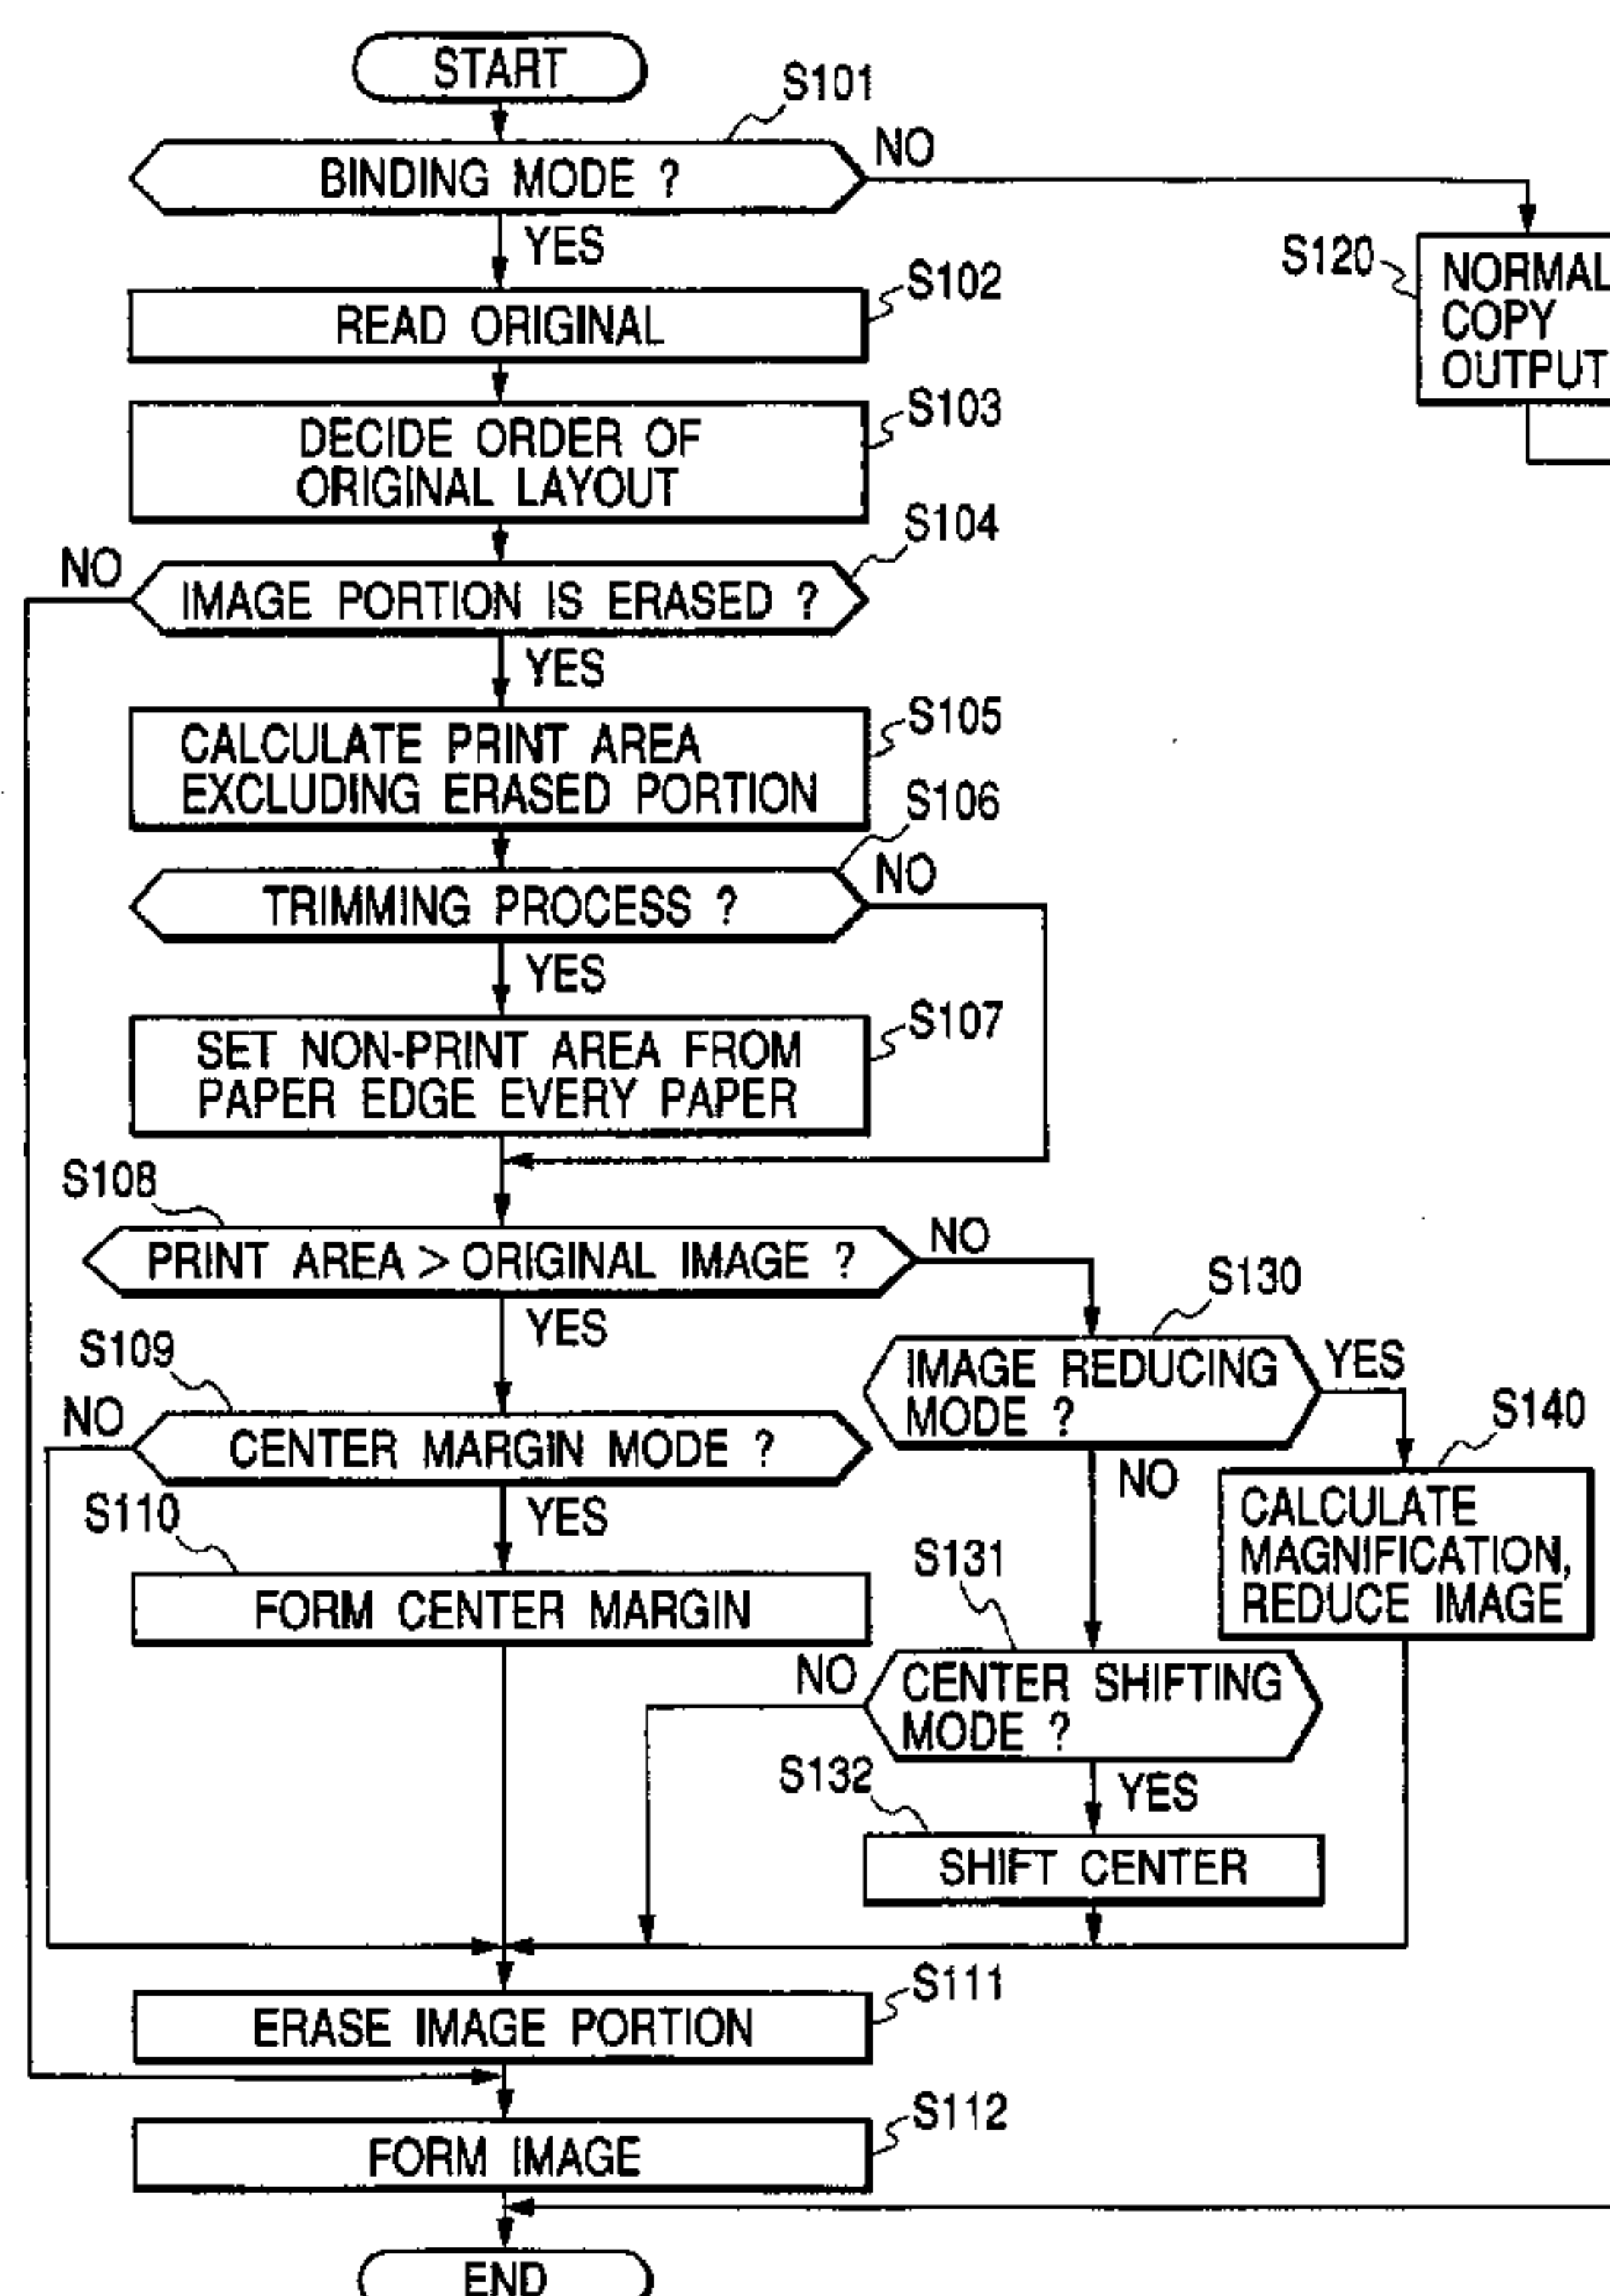 START
S101
BINDING MODE ?
NO
YES
S120
NORMAL
COPY
OUTPUT
S102
READ ORIGINAL
S103
DECIDE ORDER OF
ORIGINAL LAYOUT
S104
NO
IMAGE PORTION IS ERASED ?
YES
S105
CALCULATE PRINT AREA
EXCLUDING ERASED PORTION
S106
NO
TRIMMING PROCESS ?
YES
S107
SET NON-PRINT AREA FROM
PAPER EDGE EVERY PAPER
S108
PRINT AREA > ORIGINAL IMAGE ?
NO
YES
S130
IMAGE REDUCING
MODE ?
YES
NO
S109
NO
CENTER MARGIN MODE ?
YES
S140
CALCULATE
MAGNIFICATION,
REDUCE IMAGE
S110
FORM CENTER MARGIN
S131
NO
CENTER SHIFTING
MODE ?
YES
S132
SHIFT CENTER
S111
ERASE IMAGE PORTION
S112
FORM IMAGE
END